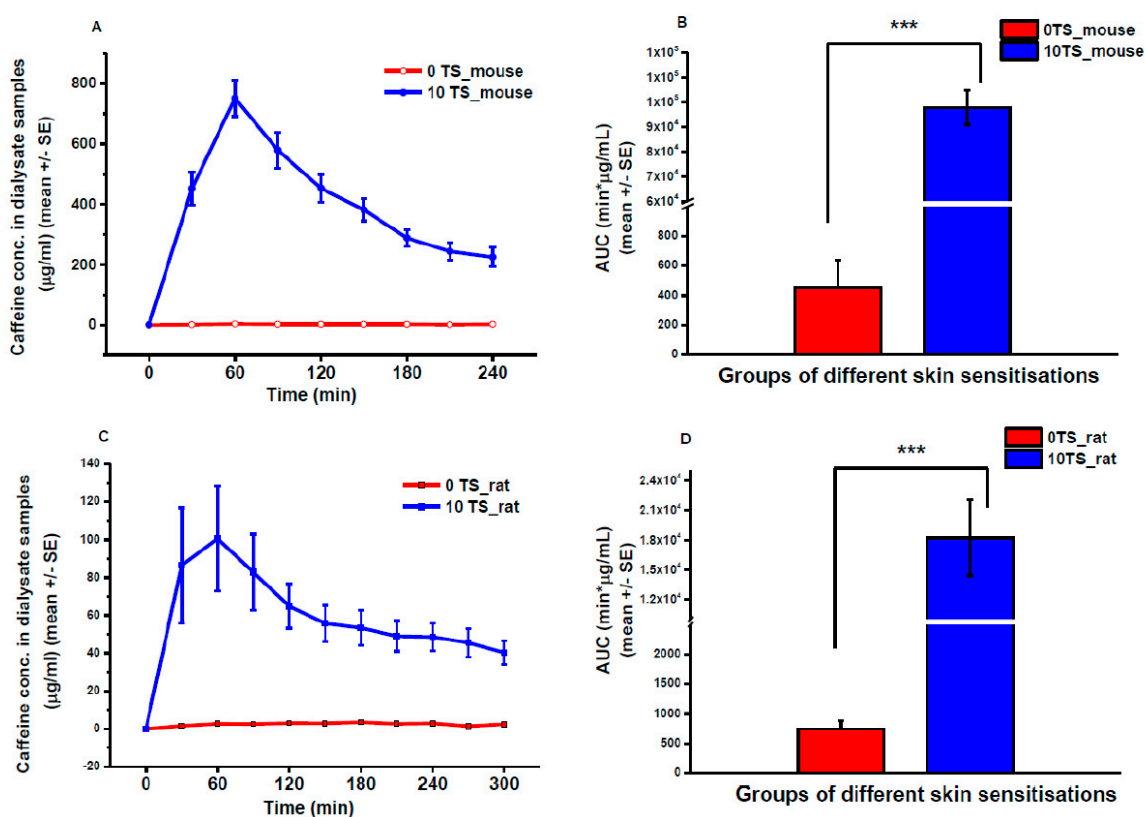 A
Caffeine conc. in dialysate samples
(µg/ml) (mean +/- SE)
800
600
400
200
0
0 TS_mouse
10 TS_mouse
0
60
120
180
240
Time (min)
B
AUC (min*µg/mL)
(mean +/- SE)
1x10⁵
1x10⁵
1x10⁵
9x10⁴
8x10⁴
7x10⁴
6x10⁴
800
600
400
200
0
***
0TS_mouse
10TS_mouse
Groups of different skin sensitisations
C
Caffeine conc. in dialysate samples
(µg/ml) (mean +/- SE)
140
120
100
80
60
40
20
0
-20
0 TS_rat
10 TS_rat
0
60
120
180
240
300
Time (min)
D
AUC (min*µg/mL)
(mean +/- SE)
2.4x10⁴
2.1x10⁴
1.8x10⁴
1.5x10⁴
1.2x10⁴
2000
1500
1000
500
0
***
0TS_rat
10TS_rat
Groups of different skin sensitisations